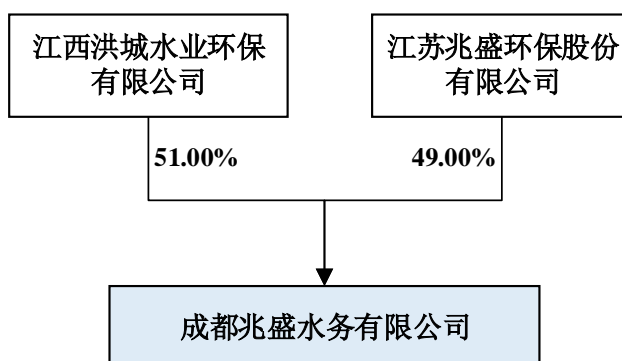 江西洪城水业环保
有限公司
江苏兆盛环保股份
有限公司
51.00%
49.00%
成都兆盛水务有限公司